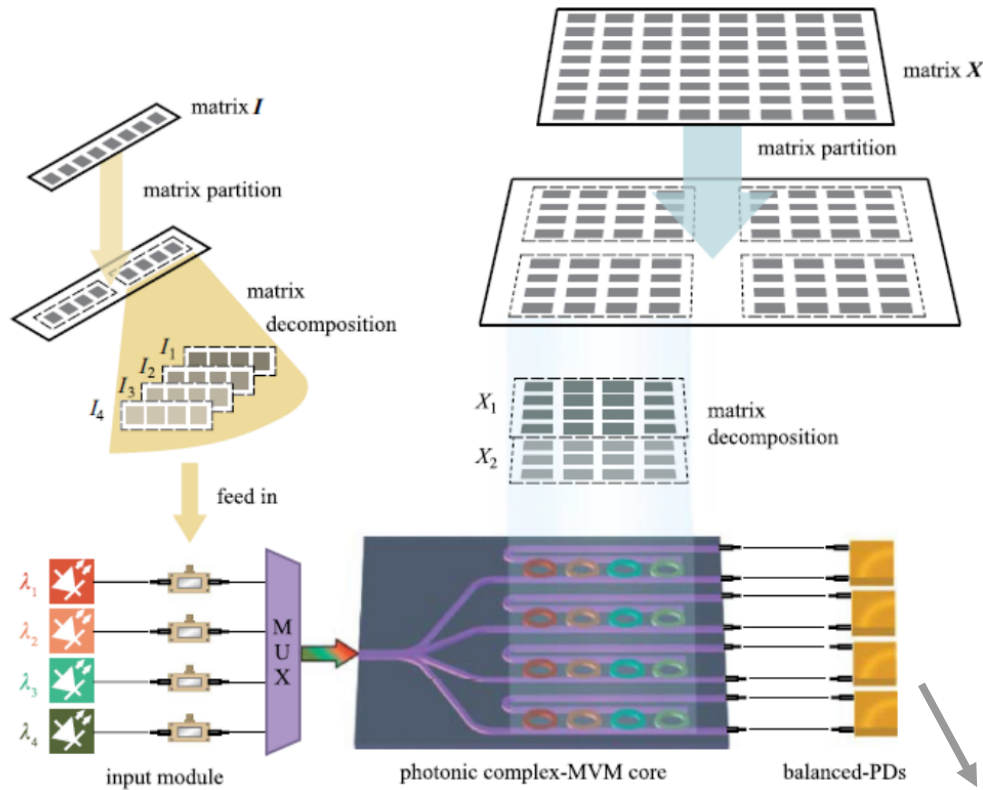 matrix I
matrix X
matrix partition
matrix partition
matrix
decomposition
I1
I2
I3
I4
X1
X2
matrix
decomposition
feed in
λ1
λ2
λ3
λ4
MUX
input module
photonic complex-MVM core
balanced-PDs